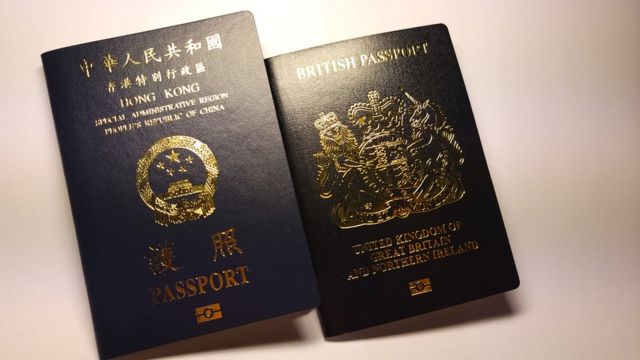 中華人民共和國
香港特別行政區
HONG KONG
SPECIAL ADMINISTRATIVE REGION
PEOPLE'S REPUBLIC OF CHINA
護照
PASSPORT
BRITISH PASSPORT
UNITED KINGDOM OF
GREAT BRITAIN
AND NORTHERN IRELAND